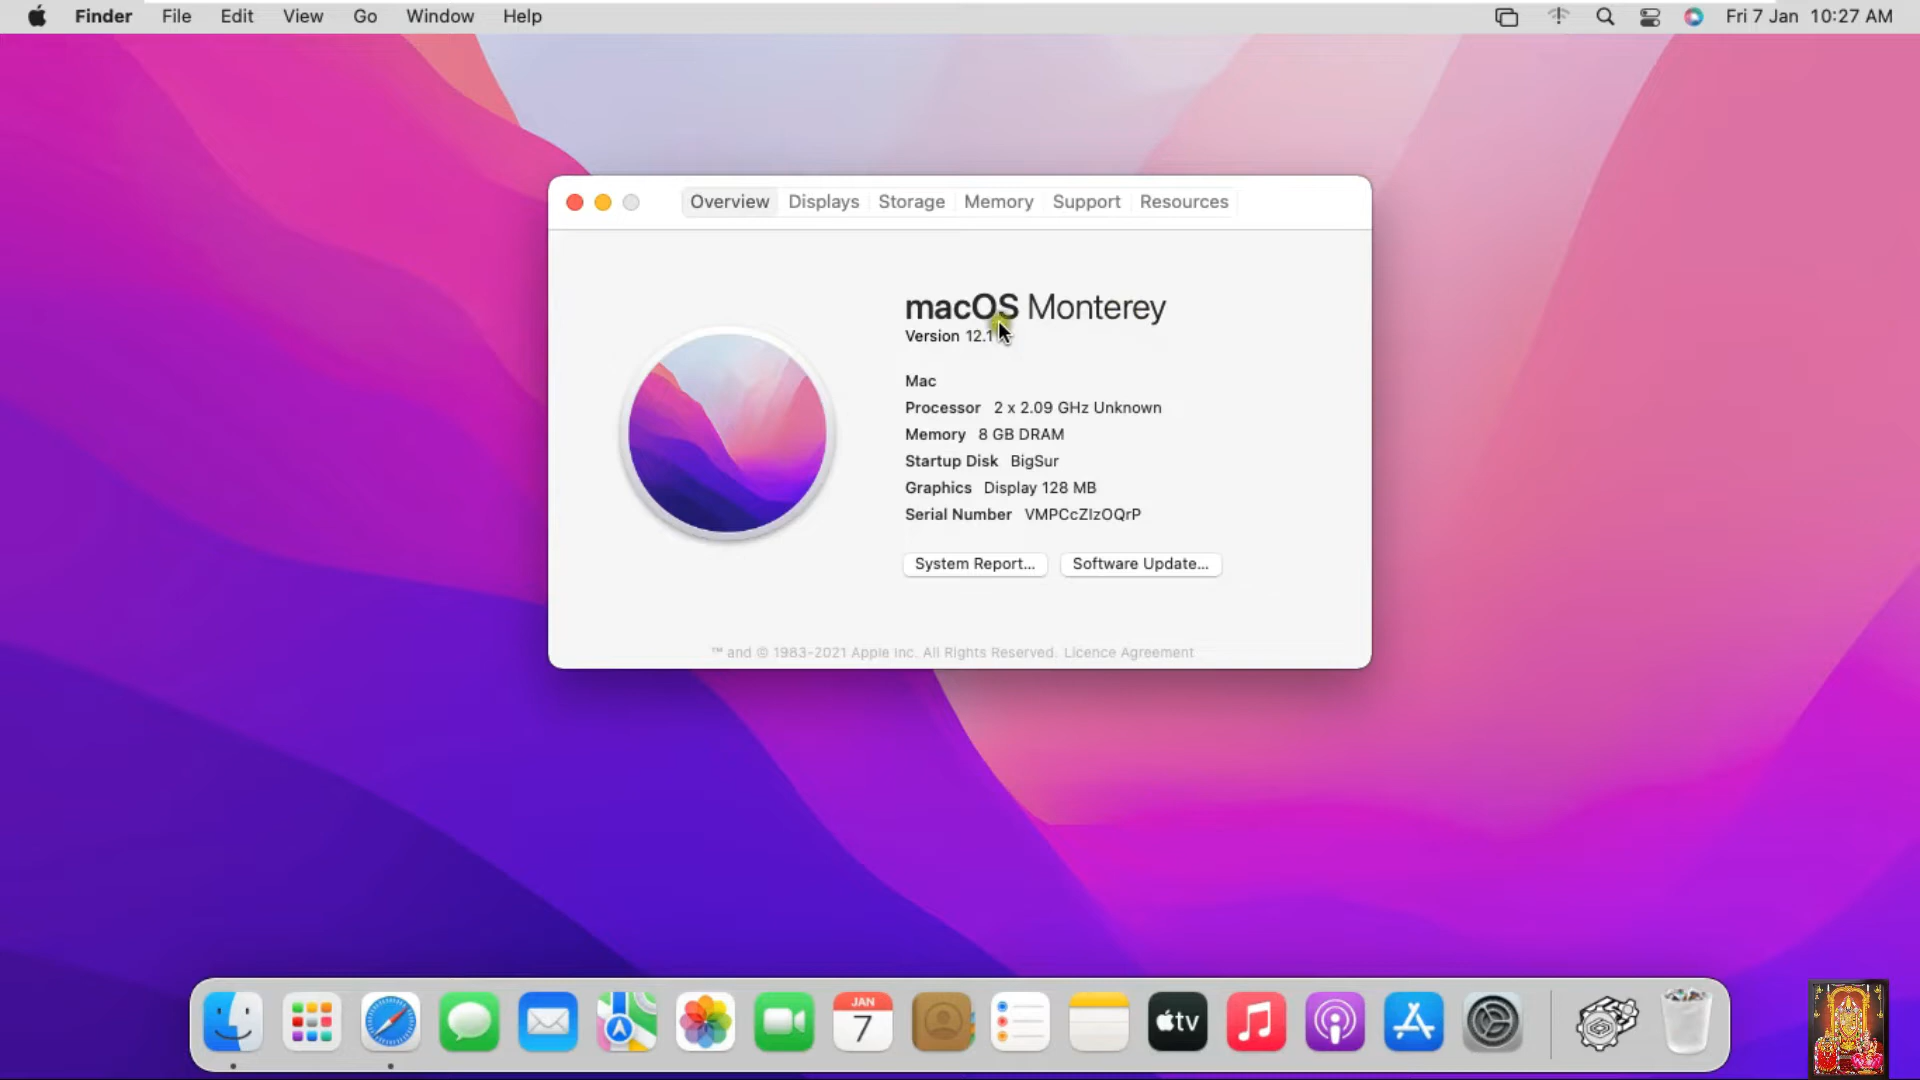 Finder File Edit View Go Window Help Fri 7 Jan 10:27 AM
Overview Displays Storage Memory Support Resources
macOS Monterey
Version 12.1
Mac
Processor 2 x 2.09 GHz Unknown
Memory 8 GB DRAM
Startup Disk BigSur
Graphics Display 128 MB
Serial Number VMPCcZIzOQrP
System Report... Software Update...
™ and © 1983-2021 Apple Inc. All Rights Reserved. Licence Agreement
JAN
7
tv